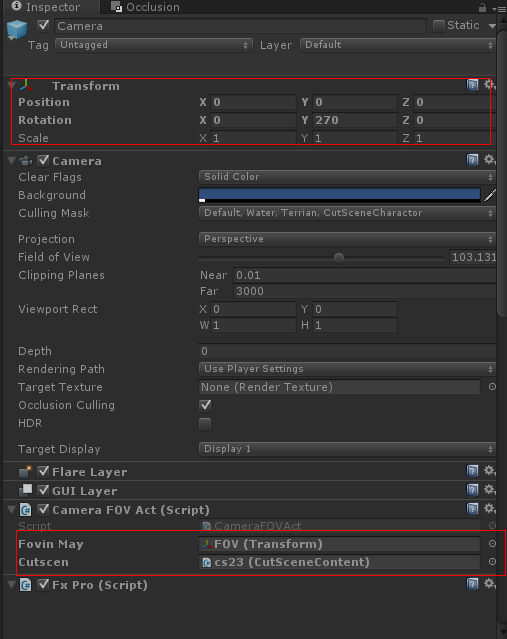 Inspector Occlusion
Camera Static
Tag Untagged Layer Default
Transform
Position X 0 Y 0 Z 0
Rotation X 0 Y 270 Z 0
Scale X 1 Y 1 Z 1
Camera
Clear Flags Solid Color
Background
Culling Mask Default, Water, Terrian, CutSceneCharactor
Projection Perspective
Field of View 103.131
Clipping Planes Near 0.01
Far 3000
Viewport Rect X 0 Y 0
W 1 H 1
Depth 0
Rendering Path Use Player Settings
Target Texture None (Render Texture)
Occlusion Culling
HDR
Target Display Display 1
Flare Layer
GUI Layer
Camera FOV Act (Script)
Script CameraFOVAct
Fovin May FOV (Transform)
Cutscen cs23 (CutSceneContent)
Fx Pro (Script)